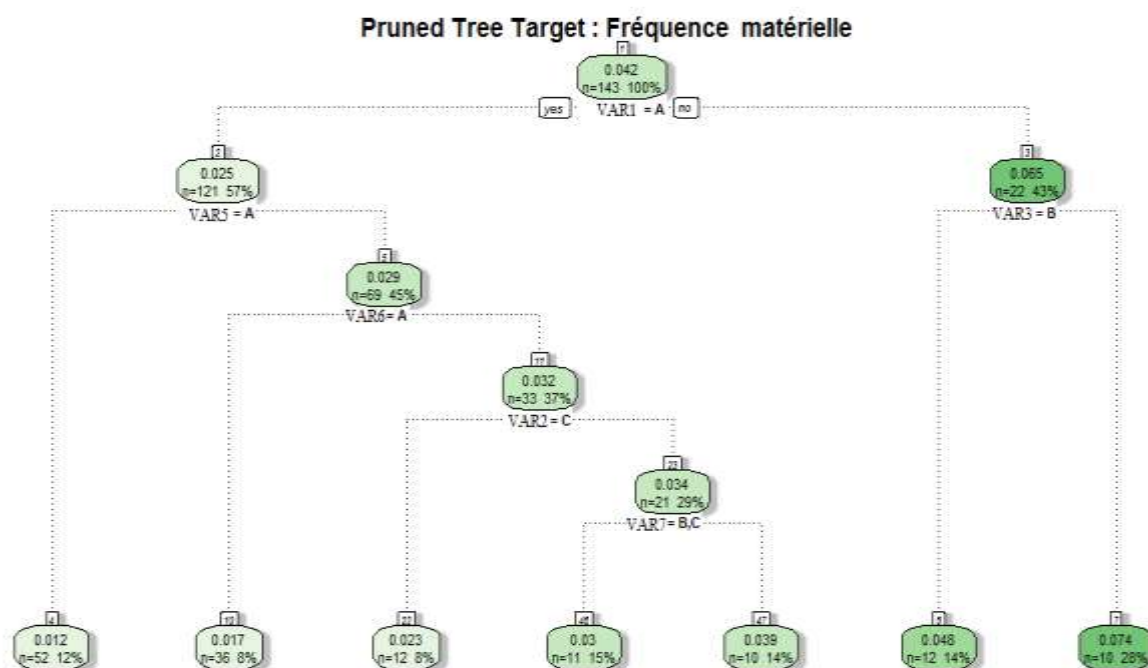 Pruned Tree Target : Fréquence matérielle
1
0.042
n=143 100%
yes VAR1 = A no
2
0.025
n=121 57%
VAR5 = A
3
0.065
n=22 43%
VAR3 = B
5
0.029
n=69 45%
VAR6 = A
11
0.032
n=33 37%
VAR2 = C
23
0.034
n=21 29%
VAR7 = B,C
4
0.012
n=52 12%
10
0.017
n=36 8%
22
0.023
n=12 8%
46
0.03
n=11 15%
47
0.039
n=10 14%
6
0.048
n=12 14%
7
0.074
n=10 28%